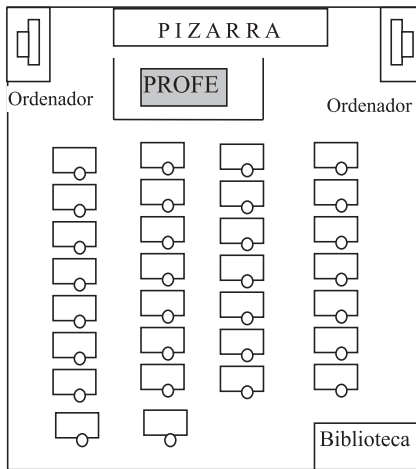 PIZARRA
PROFE
Ordenador
Ordenador
Biblioteca